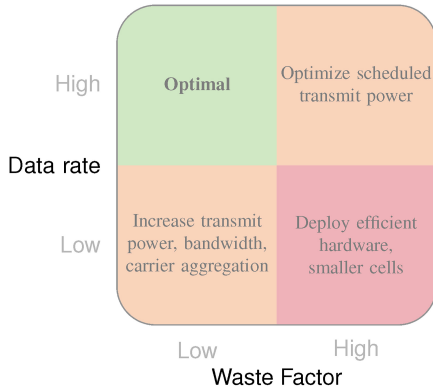 High
Optimal
Optimize scheduled
transmit power
Data rate
Low
Increase transmit
power, bandwidth,
carrier aggregation
Deploy efficient
hardware,
smaller cells
Low
High
Waste Factor